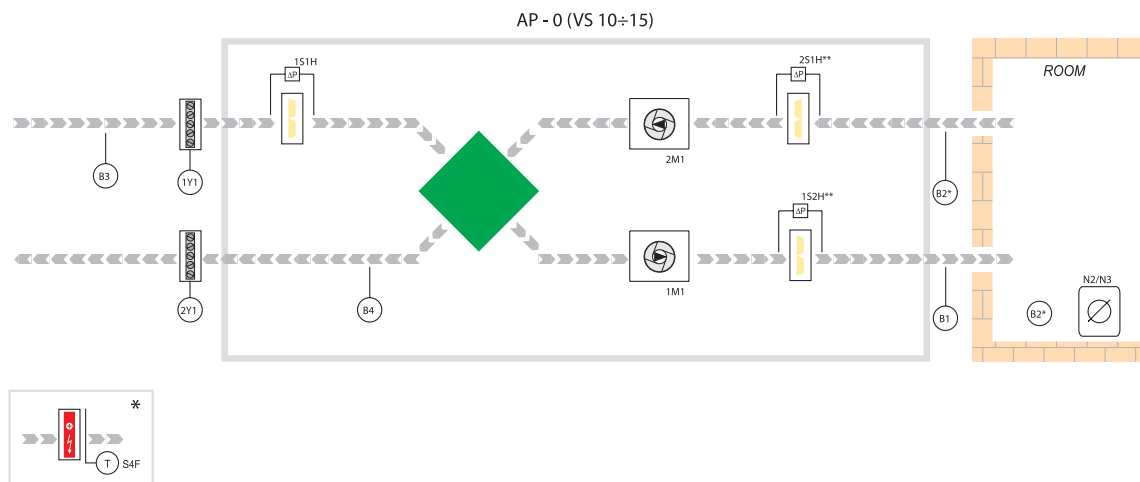 AP - 0 (VS 10÷15)
1S1H
2S1H**
ΔP
ΔP
ROOM
2M1
B3
1Y1
B2*
1S2H**
ΔP
1M1
N2/N3
2Y1
B4
B1
B2*
*
T S4F